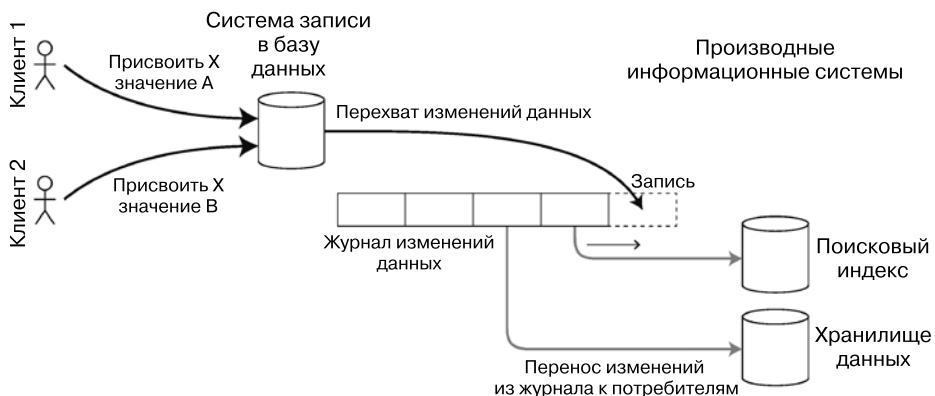 Клиент 1
Присвоить X
значение A
Система записи
в базу
данных
Перехват изменений данных
Производные
информационные системы
Клиент 2
Присвоить X
значение B
Запись
Журнал изменений
данных
Поисковый
индекс
Хранилище
данных
Перенос изменений
из журнала к потребителям